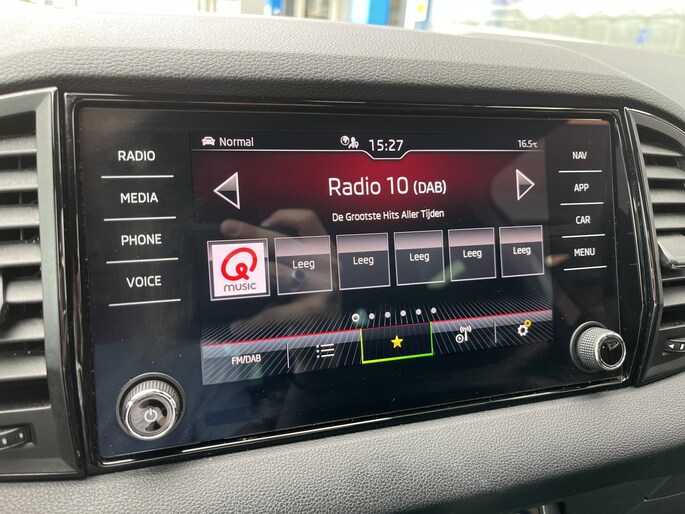 Normal
15:27
16.5°C
RADIO
MEDIA
PHONE
VOICE
NAV
APP
CAR
MENU
Radio 10 (DAB)
De Grootste Hits Aller Tijden
Q
MUSIC
Leeg
Leeg
Leeg
Leeg
Leeg
FM/DAB